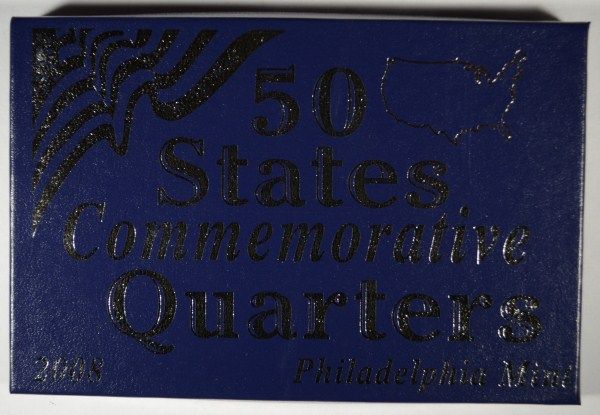 50
States
Commemorative
Quarters
2008 Philadelphia Mint